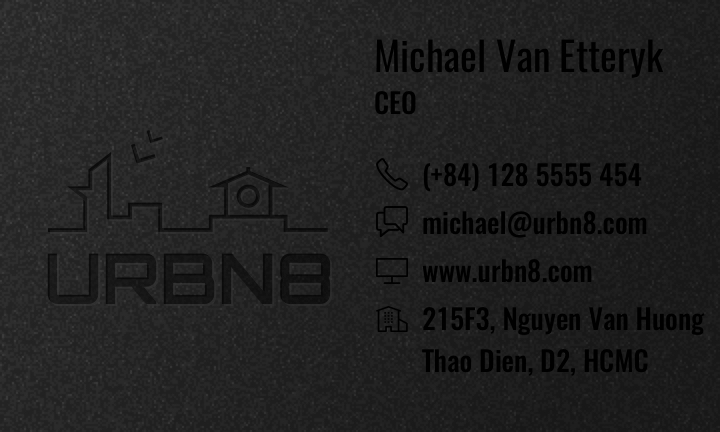 Michael Van Etteryk
CEO
(+84) 128 5555 454
michael@urbn8.com
www.urbn8.com
215F3, Nguyen Van Huong
Thao Dien, D2, HCMC
URBN8